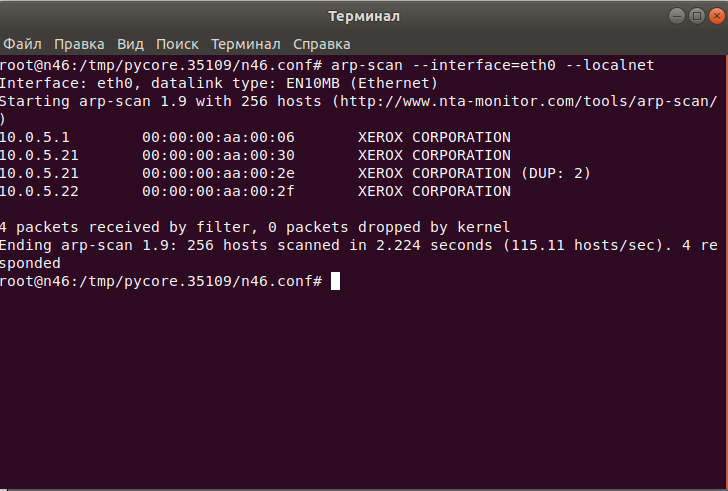 Терминал
Файл Правка Вид Поиск Терминал Справка
root@n46:/tmp/pycore.35109/n46.conf# arp-scan --interface=eth0 --localnet
Interface: eth0, datalink type: EN10MB (Ethernet)
Starting arp-scan 1.9 with 256 hosts (http://www.nta-monitor.com/tools/arp-scan/
)
10.0.5.1 00:00:00:aa:00:06 XEROX CORPORATION
10.0.5.21 00:00:00:aa:00:30 XEROX CORPORATION
10.0.5.21 00:00:00:aa:00:2e XEROX CORPORATION (DUP: 2)
10.0.5.22 00:00:00:aa:00:2f XEROX CORPORATION
4 packets received by filter, 0 packets dropped by kernel
Ending arp-scan 1.9: 256 hosts scanned in 2.224 seconds (115.11 hosts/sec). 4 re
sponded
root@n46:/tmp/pycore.35109/n46.conf#